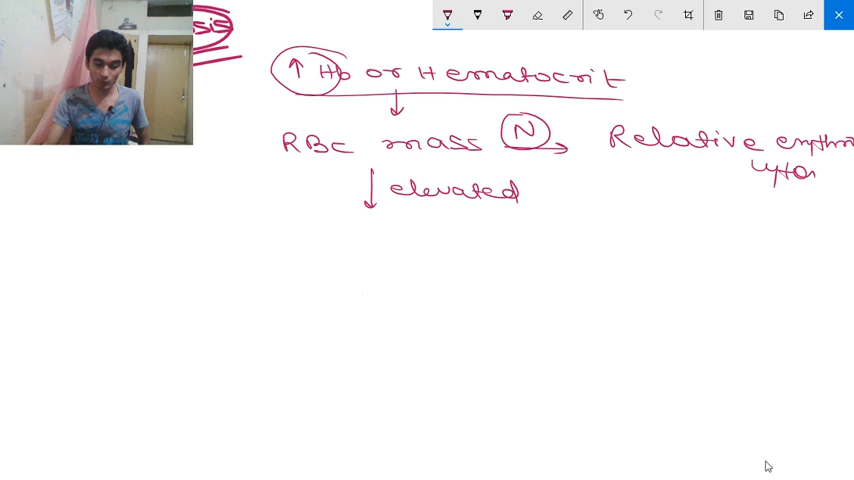 ↑ Hb or Hematocrit
RBC mass N → Relative erythro
cyto
↓ elevated